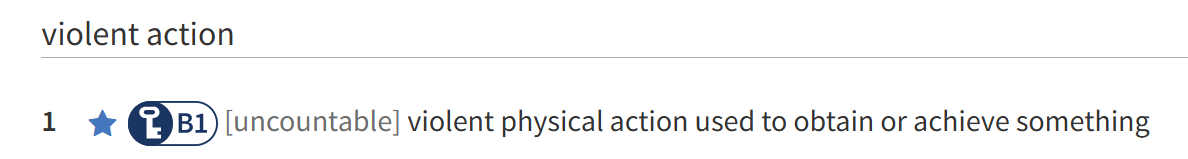 violent action
1 B1 [uncountable] violent physical action used to obtain or achieve something